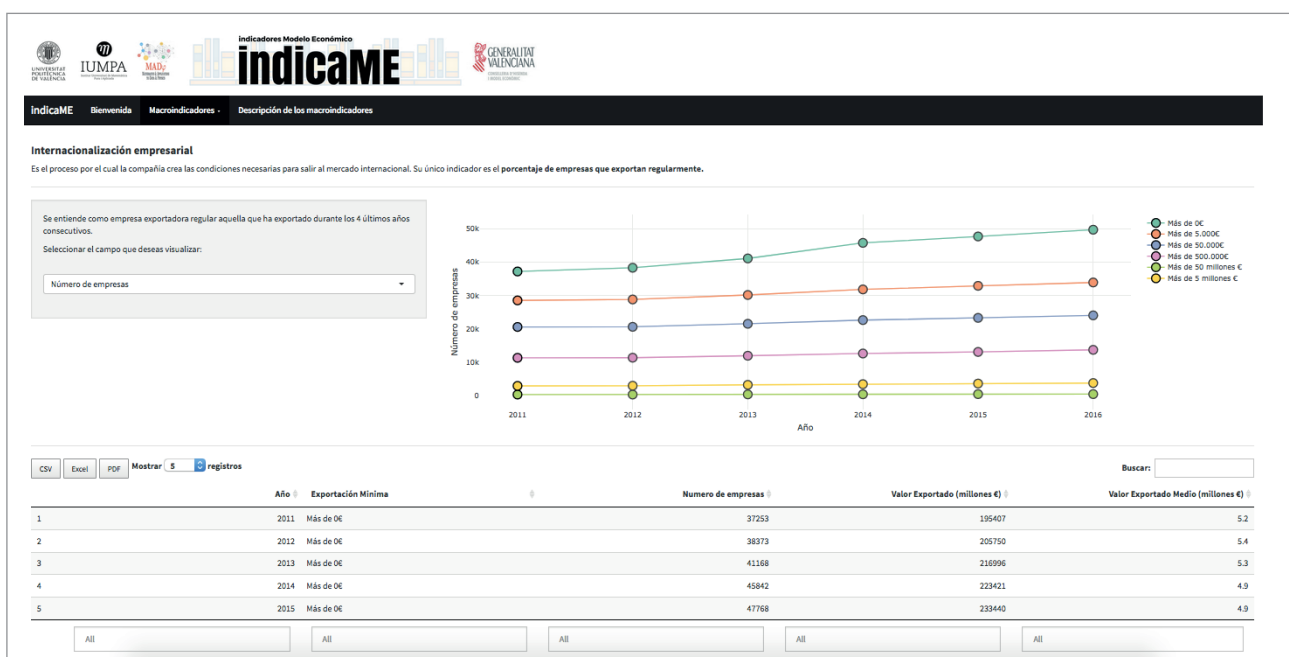 UNIVERSITAT
POLITÈCNICA
DE VALÈNCIA
IUMPA
MAD
indicadores Modelo Económico
indicaME
GENERALITAT
VALENCIANA
indicaME Bienvenida Macroindicadores Descripción de los macroindicadores
Internacionalización empresarial
Es el proceso por el cual la compañía crea las condiciones necesarias para salir al mercado internacional. Su único indicador es el porcentaje de empresas que exportan regularmente.
Se entiende como empresa exportadora regular aquella que ha exportado durante los 4 últimos años
consecutivos.
Seleccionar el campo que deseas visualizar:
Número de empresas
Número de empresas
50k
40k
30k
20k
10k
0
2011 2012 2013 2014 2015 2016
Año
Más de 0€
Más de 5.000€
Más de 50.000€
Más de 500.000€
Más de 50 millones €
Más de 5 millones €
CSV Excel PDF Mostrar 5 registros Buscar:
Año Exportación Mínima Numero de empresas Valor Exportado (millones €) Valor Exportado Medio (millones €)
1 2011 Más de 0€ 37253 195407 5.2
2 2012 Más de 0€ 38373 205750 5.4
3 2013 Más de 0€ 41168 216996 5.3
4 2014 Más de 0€ 45842 223421 4.9
5 2015 Más de 0€ 47768 233440 4.9
All All All All All